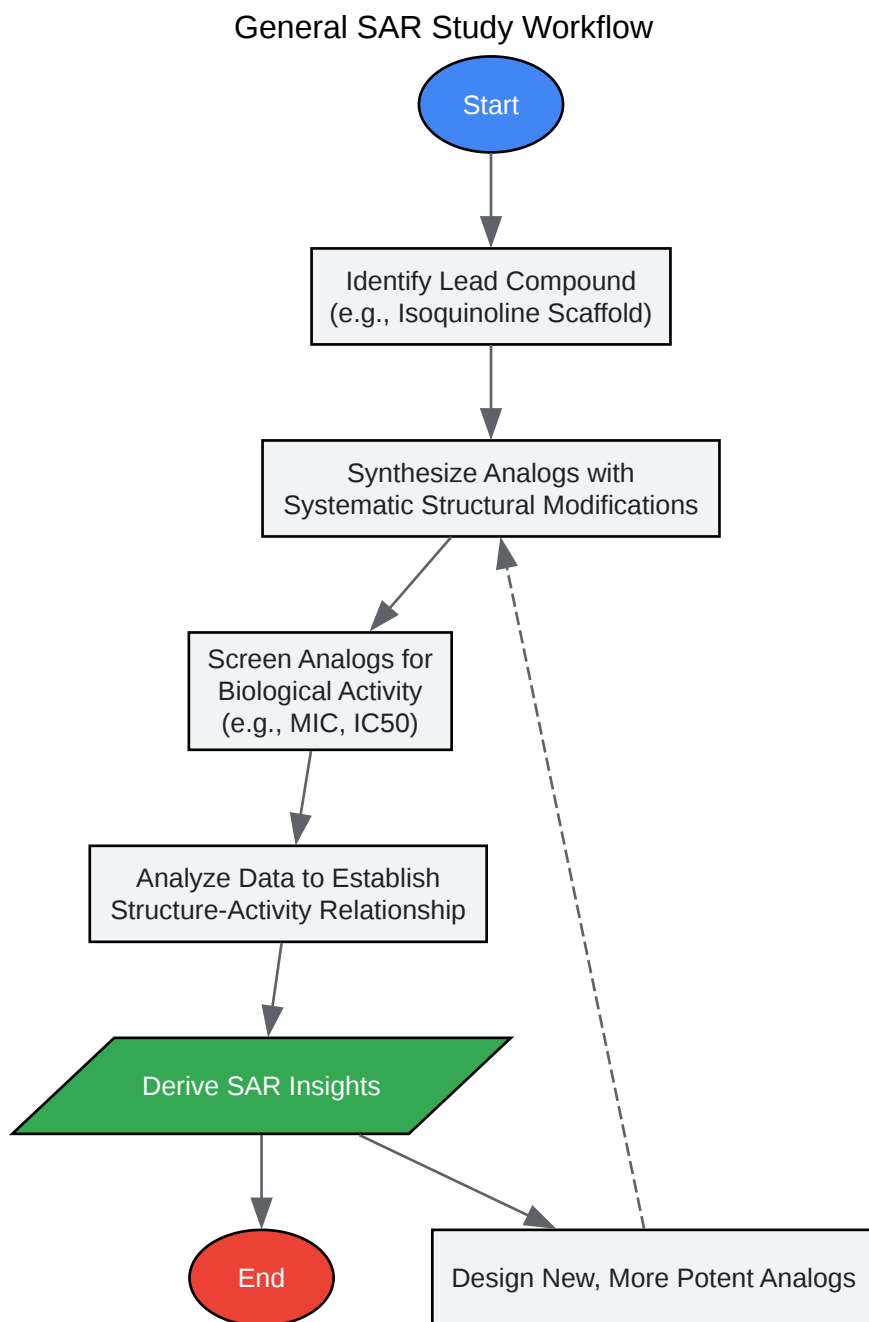 General SAR Study Workflow
Start
Identify Lead Compound
(e.g., Isoquinoline Scaffold)
Synthesize Analogs with
Systematic Structural Modifications
Screen Analogs for
Biological Activity
(e.g., MIC, IC50)
Analyze Data to Establish
Structure-Activity Relationship
Derive SAR Insights
End
Design New, More Potent Analogs